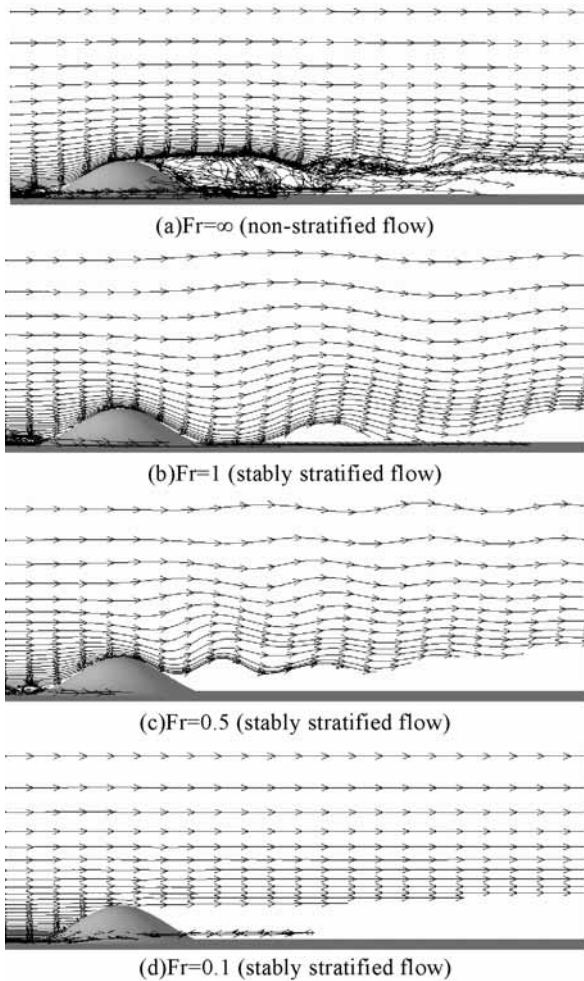 (a)Fr=∞ (non-stratified flow)
(b)Fr=1 (stably stratified flow)
(c)Fr=0.5 (stably stratified flow)
(d)Fr=0.1 (stably stratified flow)